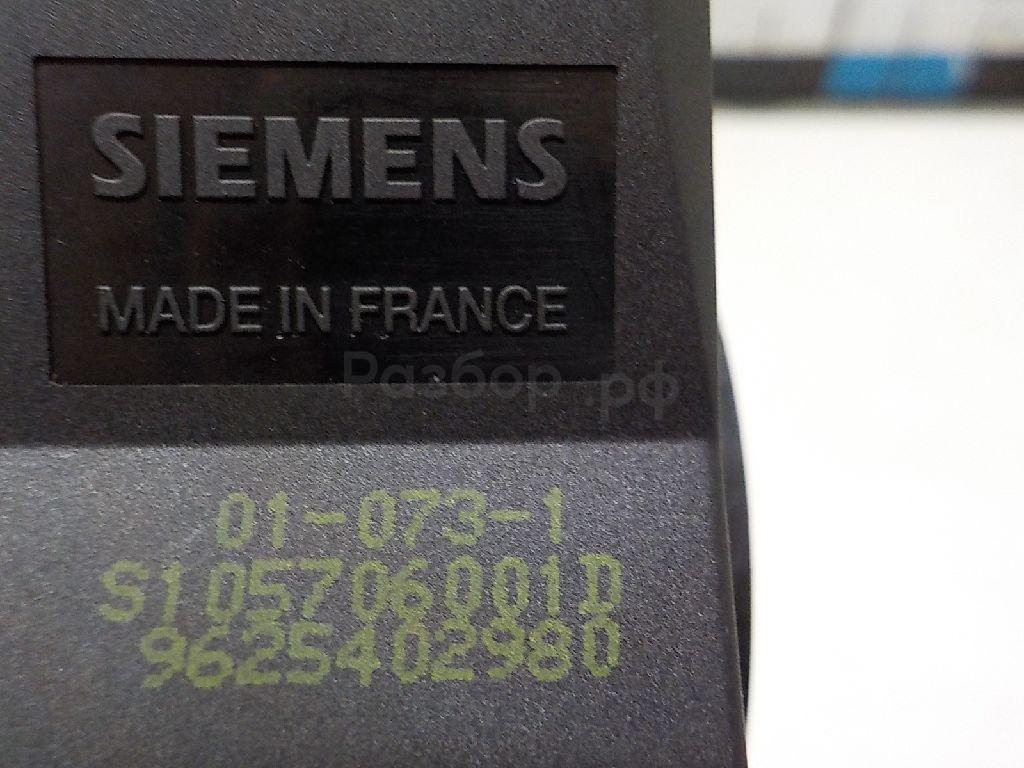 SIEMENS
MADE IN FRANCE
Разбор.рф
01-073-1
S105706001D
9625402980